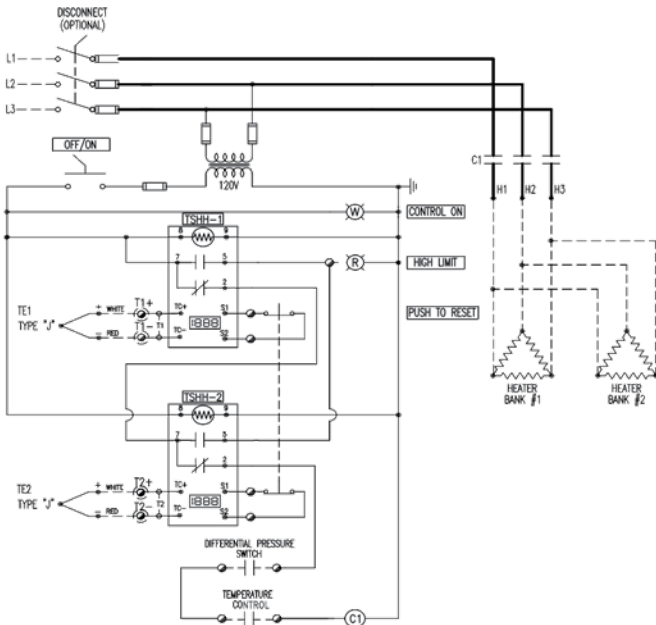 DISCONNECT
(OPTIONAL)
L1
L2
L3
OFF/ON
120V
C1
H1 H2 H3
CONTROL ON
W
TSHH-1
8 9
HIGH LIMIT
R
7 3
2
PUSH TO RESET
TE1
TYPE "J"
+ WHITE T1+ TC+ S1
- RED T1- T1 TC- S2
1888
HEATER
BANK #1
HEATER
BANK #2
TSHH-2
8 9
7 3
2
TE2
TYPE "J"
+ WHITE T2+ TC+ S1
- RED T2- T2 TC- S2
1888
DIFFERENTIAL PRESSURE
SWITCH
TEMPERATURE
CONTROL
C1